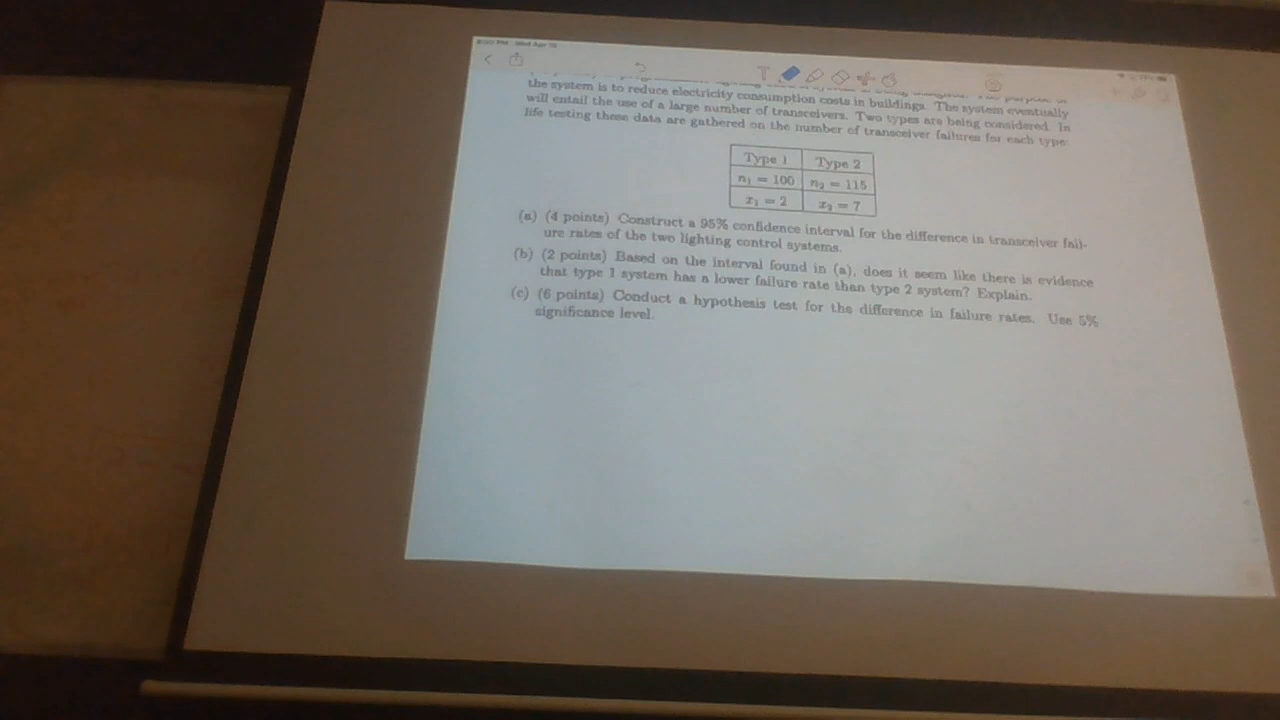 the system is to reduce electricity consumption costs in buildings. The system eventually
will entail the use of a large number of transceivers. Two types are being considered. In
life testing these data are gathered on the number of transceiver failures for each type:
Type 1 Type 2
n₁ = 100 n₂ = 115
x₁ = 2 x₂ = 7
(a) (4 points) Construct a 95% confidence interval for the difference in transceiver fail-
ure rates of the two lighting control systems.
(b) (2 points) Based on the interval found in (a), does it seem like there is evidence
that type 1 system has a lower failure rate than type 2 system? Explain.
(c) (6 points) Conduct a hypothesis test for the difference in failure rates. Use 5%
significance level.